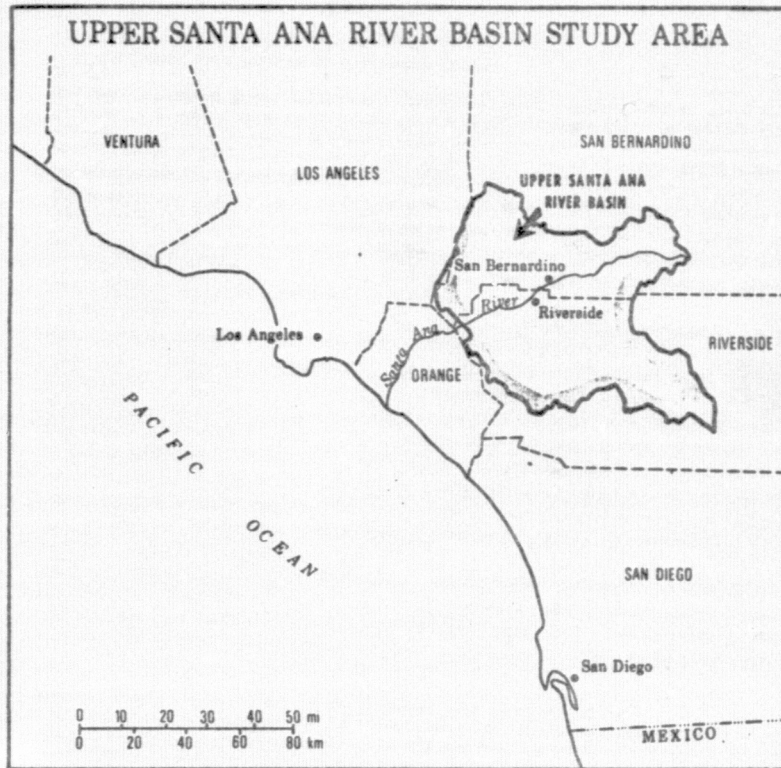 UPPER SANTA ANA RIVER BASIN STUDY AREA
VENTURA
LOS ANGELES
SAN BERNARDINO
UPPER SANTA ANA
RIVER BASIN
San Bernardino
Santa Ana River
Riverside
Los Angeles
ORANGE
RIVERSIDE
PACIFIC
OCEAN
SAN DIEGO
San Diego
0 10 20 30 40 50 mi
0 20 40 60 80 km
MEXICO